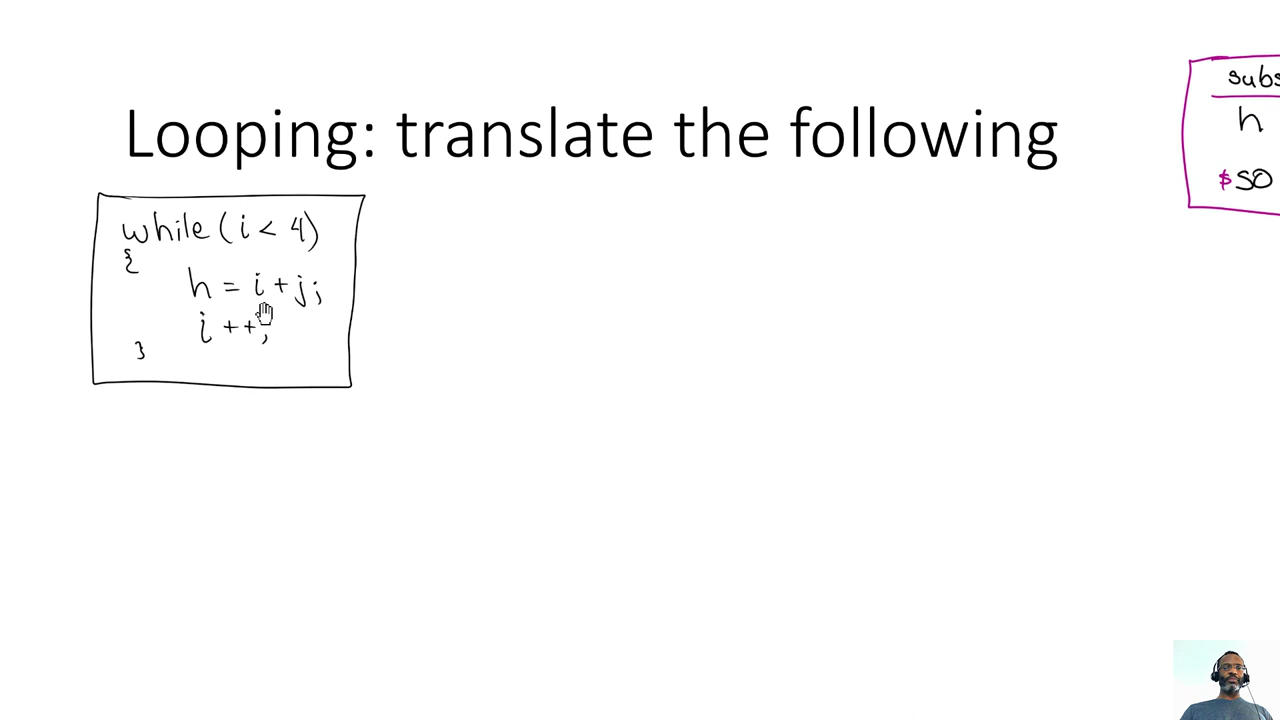 Looping: translate the following
while (i < 4)
{
h = i + j;
i ++;
}
h
$s0